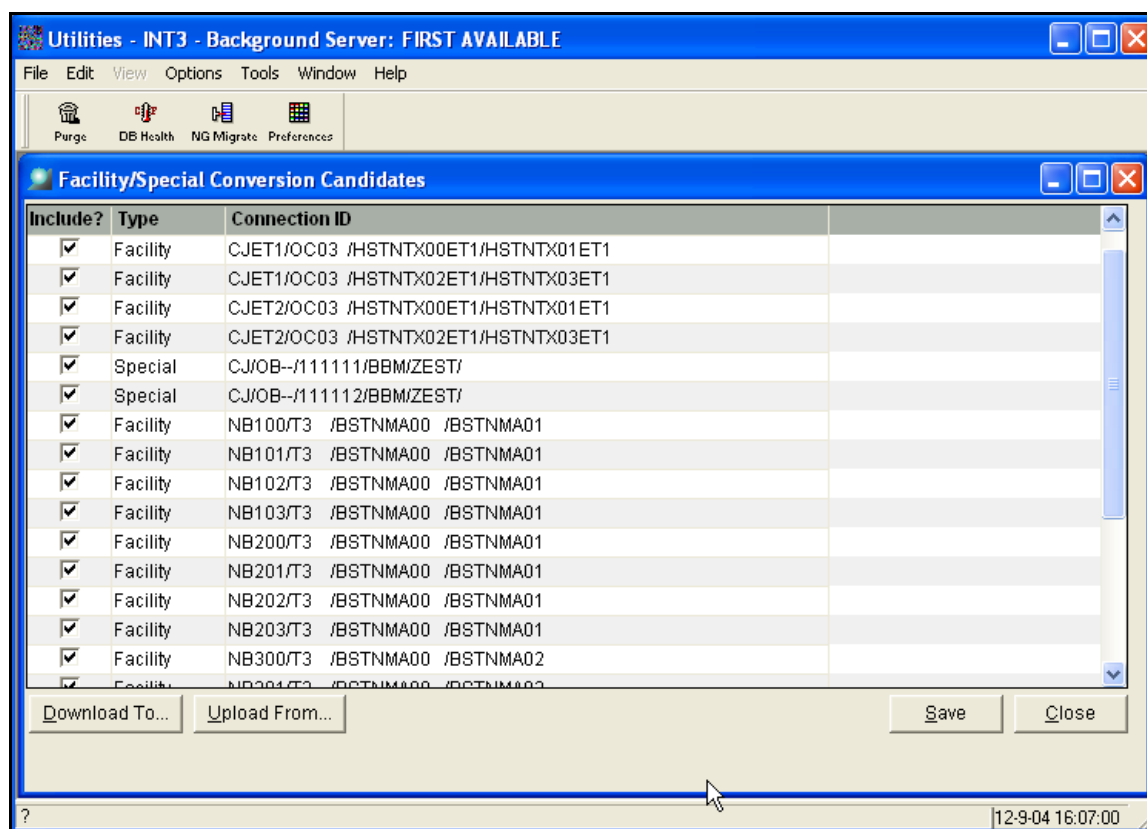 Utilities - INT3 - Background Server: FIRST AVAILABLE
File Edit View Options Tools Window Help
Purge DB Health NG Migrate Preferences
Facility/Special Conversion Candidates
Include? Type Connection ID
Facility CJET1/OC03 /HSTNTX00ET1/HSTNTX01ET1
Facility CJET1/OC03 /HSTNTX02ET1/HSTNTX03ET1
Facility CJET2/OC03 /HSTNTX00ET1/HSTNTX01ET1
Facility CJET2/OC03 /HSTNTX02ET1/HSTNTX03ET1
Special CJ/OB--/111111/BBM/ZEST/
Special CJ/OB--/111112/BBM/ZEST/
Facility NB100/T3 /BSTNMA00 /BSTNMA01
Facility NB101/T3 /BSTNMA00 /BSTNMA01
Facility NB102/T3 /BSTNMA00 /BSTNMA01
Facility NB103/T3 /BSTNMA00 /BSTNMA01
Facility NB200/T3 /BSTNMA00 /BSTNMA01
Facility NB201/T3 /BSTNMA00 /BSTNMA01
Facility NB202/T3 /BSTNMA00 /BSTNMA01
Facility NB203/T3 /BSTNMA00 /BSTNMA01
Facility NB300/T3 /BSTNMA00 /BSTNMA02
Facility NB301/T3 /BSTNMA00 /BSTNMA02
Download To... Upload From... Save Close
? 12-9-04 16:07:00